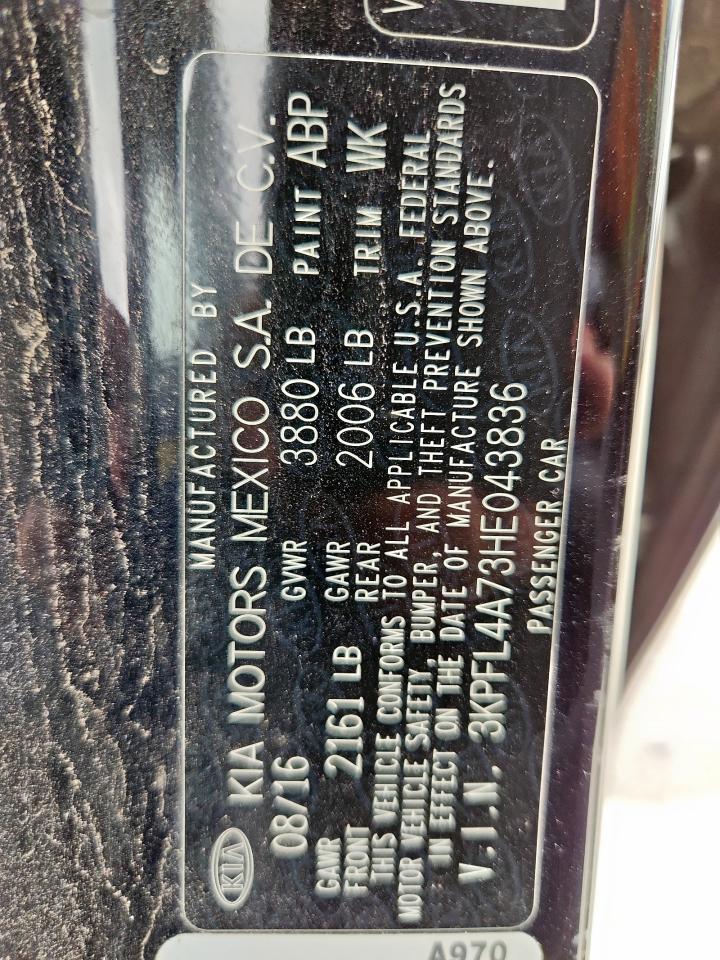 KIA
MANUFACTURED BY
KIA MOTORS MEXICO S.A. DE C.V.
08/16 GVWR 3880 LB PAINT ABP
GAWR FRONT 2161 LB GAWR REAR 2006 LB TRIM WK
THIS VEHICLE CONFORMS TO ALL APPLICABLE U.S.A. FEDERAL
MOTOR VEHICLE SAFETY, BUMPER, AND THEFT PREVENTION STANDARDS
IN EFFECT ON THE DATE OF MANUFACTURE SHOWN ABOVE.
V.I.N. 3KPFL4A73HE043836
PASSENGER CAR
A970